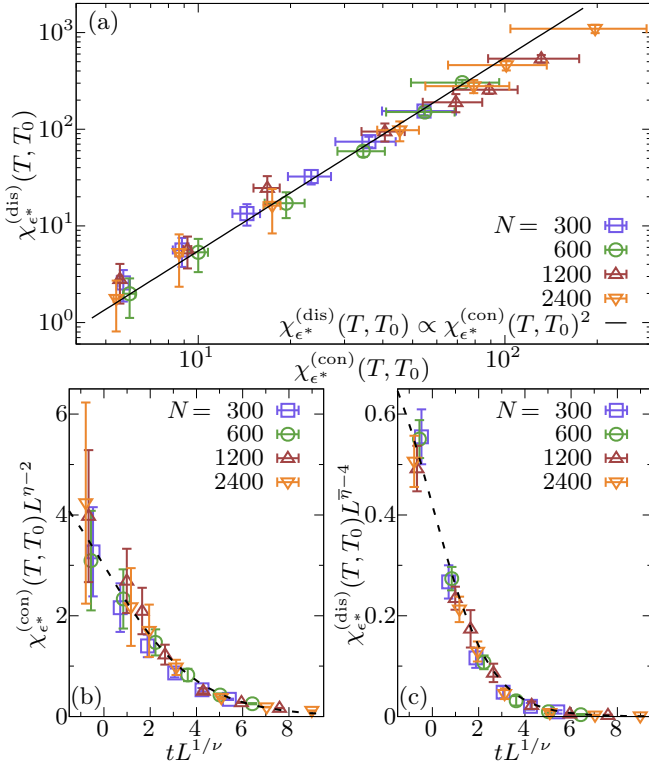 (a)
χ_{ϵ*}^{(dis)}(T, T_0)
10^3
10^2
10^1
10^0
N = 300
600
1200
2400
χ_{ϵ*}^{(dis)}(T, T_0) ∝ χ_{ϵ*}^{(con)}(T, T_0)^2
10^1
10^2
χ_{ϵ*}^{(con)}(T, T_0)
χ_{ϵ*}^{(con)}(T, T_0)L^{η−2}
6
4
2
0
N = 300
600
1200
2400
(b)
0 2 4 6 8
tL^{1/ν}
χ_{ϵ*}^{(dis)}(T, T_0)L^{\overline{η}−4}
0.6
0.4
0.2
0
N = 300
600
1200
2400
(c)
0 2 4 6 8
tL^{1/ν}